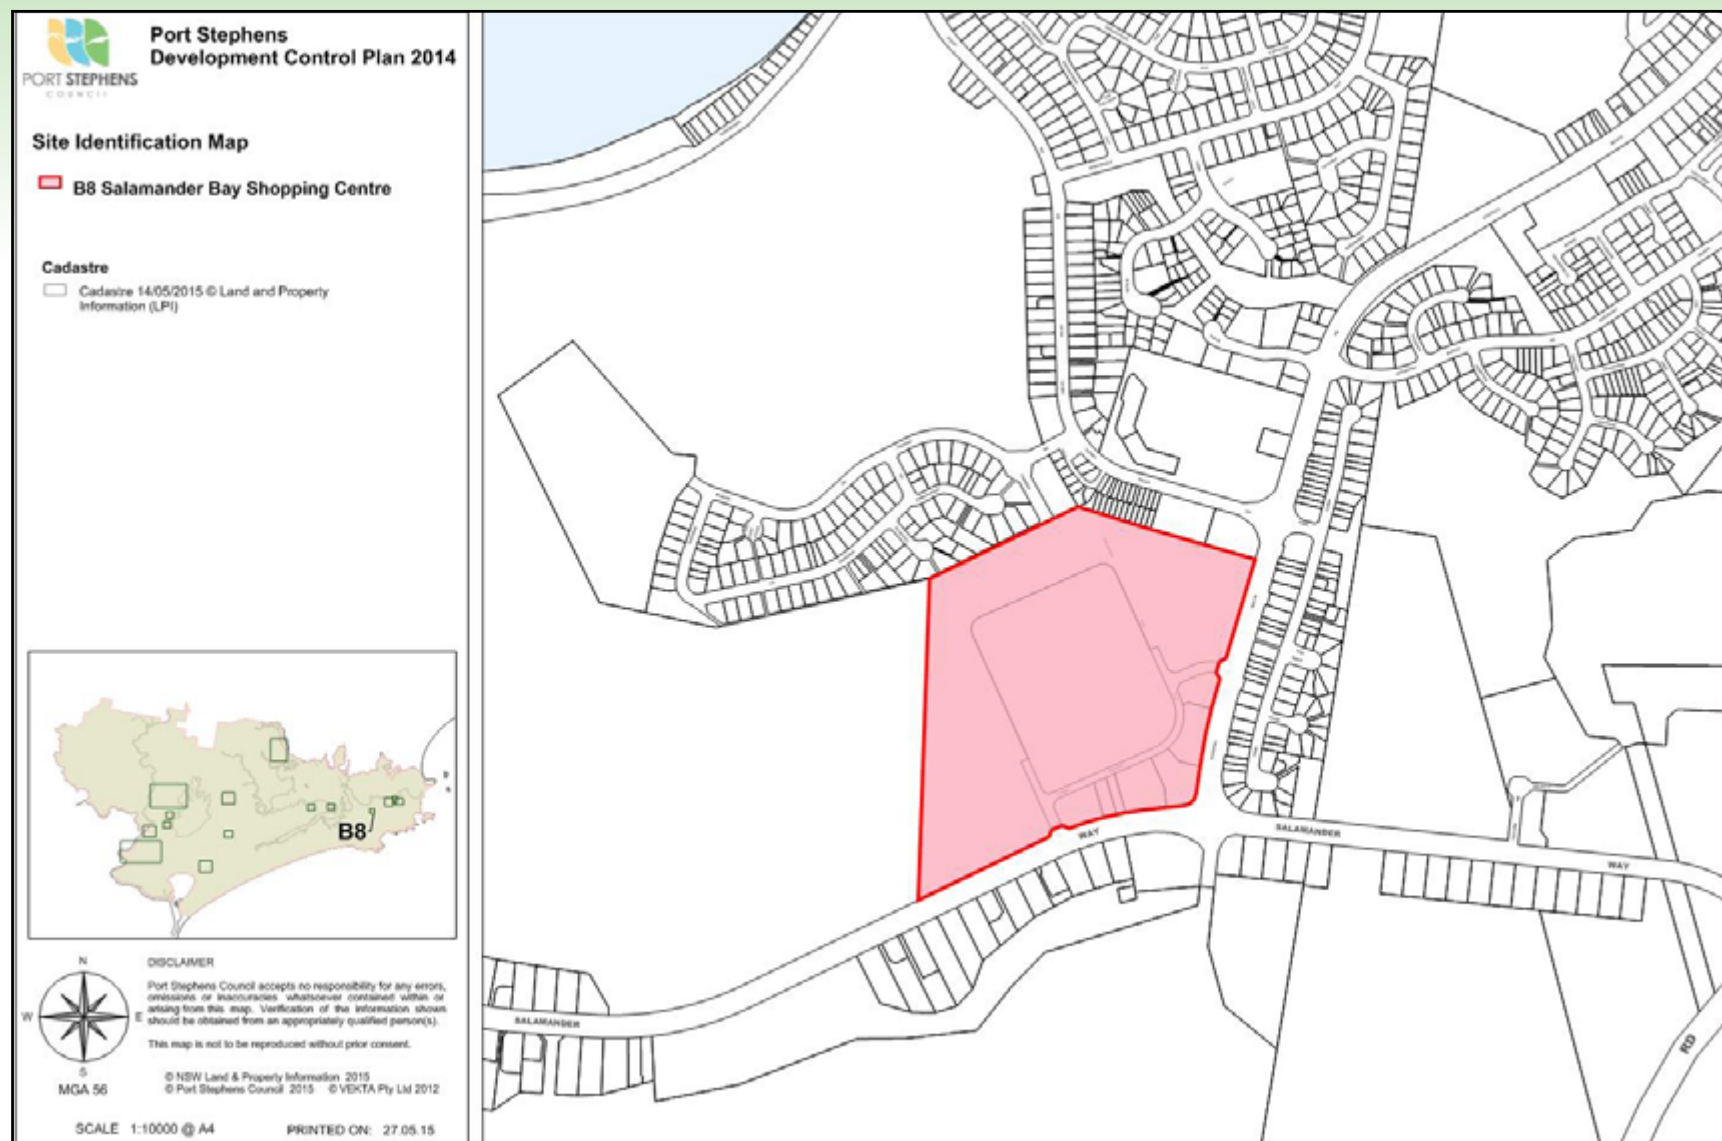 PORT STEPHENS
COUNCIL
Port Stephens
Development Control Plan 2014
Site Identification Map
B8 Salamander Bay Shopping Centre
Cadastre
Cadastre 14/05/2015 © Land and Property
Information (LPI)
B8
N
W
E
S
MGA 56
DISCLAIMER
Port Stephens Council accepts no responsibility for any errors,
omissions or inaccuracies whatsoever contained within or
arising from this map. Verification of the information shown
should be obtained from an appropriately qualified person(s).
This map is not to be reproduced without prior consent.
© NSW Land & Property Information 2015
© Port Stephens Council 2015 © VEKTA Pty Ltd 2012
SCALE 1:10000 @ A4
PRINTED ON: 27.05.15
WAY
SALAMANDER
WAY
SALAMANDER
RD